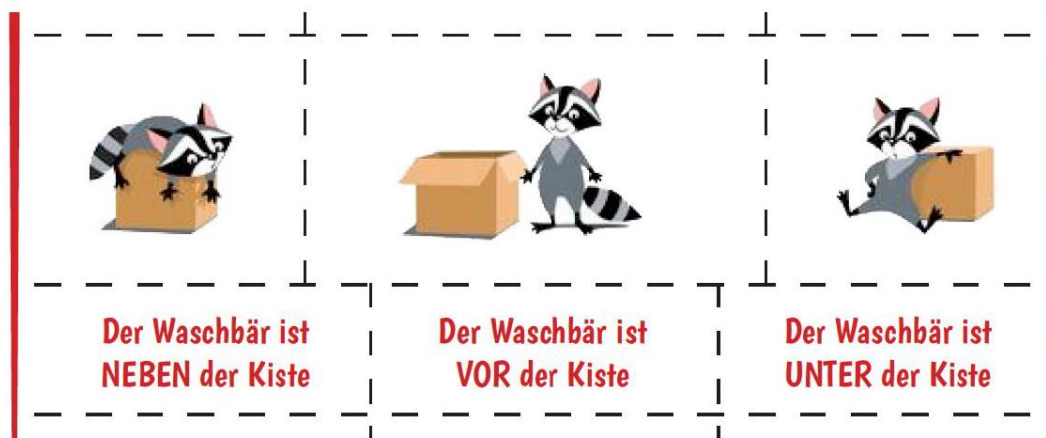 Der Waschbär ist
NEBEN der Kiste
Der Waschbär ist
VOR der Kiste
Der Waschbär ist
UNTER der Kiste